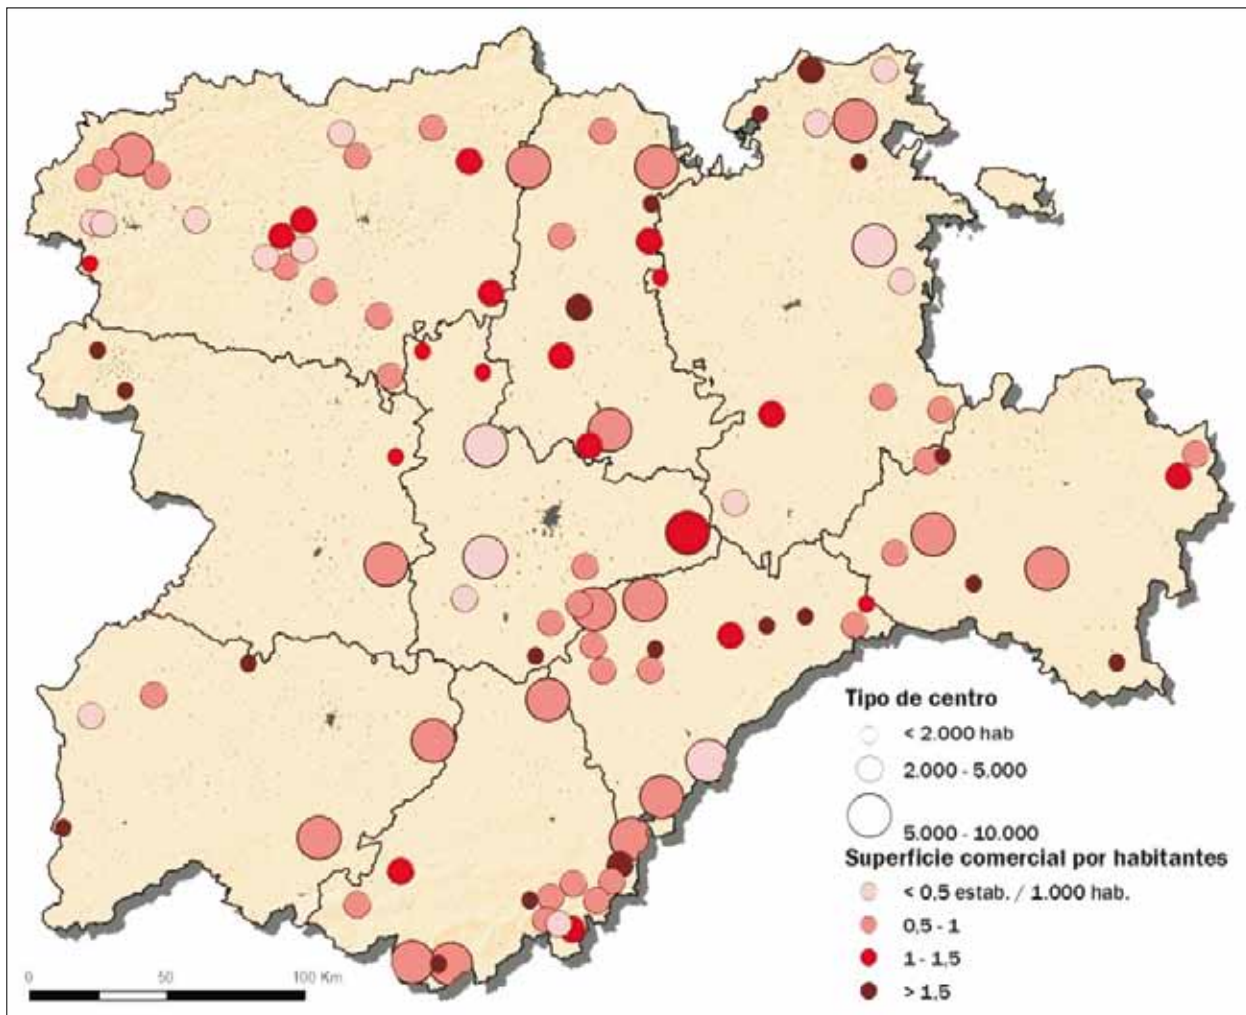 Tipo de centro
< 2.000 hab
2.000 - 5.000
5.000 - 10.000
Superficie comercial por habitantes
< 0,5 estab. / 1.000 hab.
0,5 - 1
1 - 1,5
> 1,5
0 50 100 Km